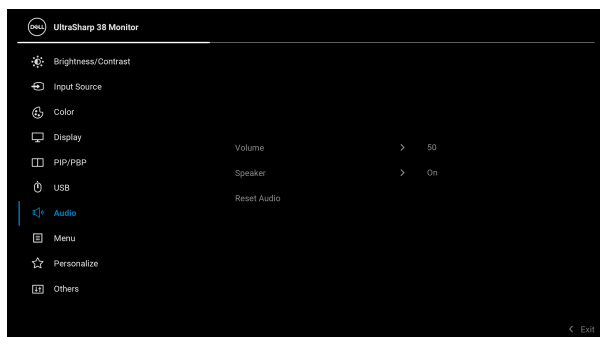 DELL UltraSharp 38 Monitor
Brightness/Contrast
Input Source
Color
Display
PIP/PBP
USB
Audio
Menu
Personalize
Others
Volume 50
Speaker On
Reset Audio
Exit